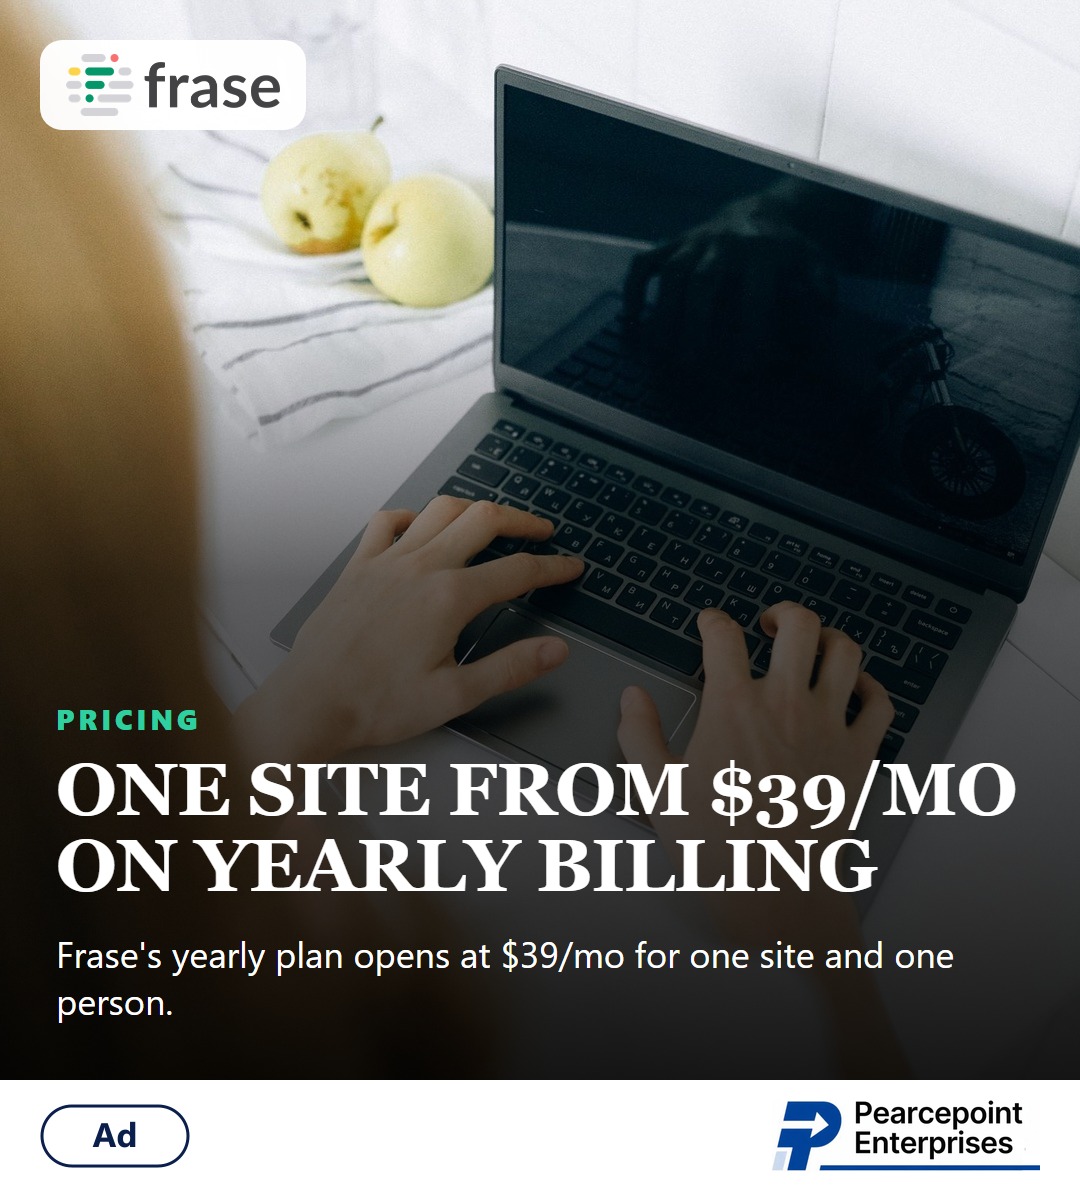 frase
PRICING
ONE SITE FROM $39/MO
ON YEARLY BILLING
Frase's yearly plan opens at $39/mo for one site and one
person.
Ad
Pearcepoint
Enterprises